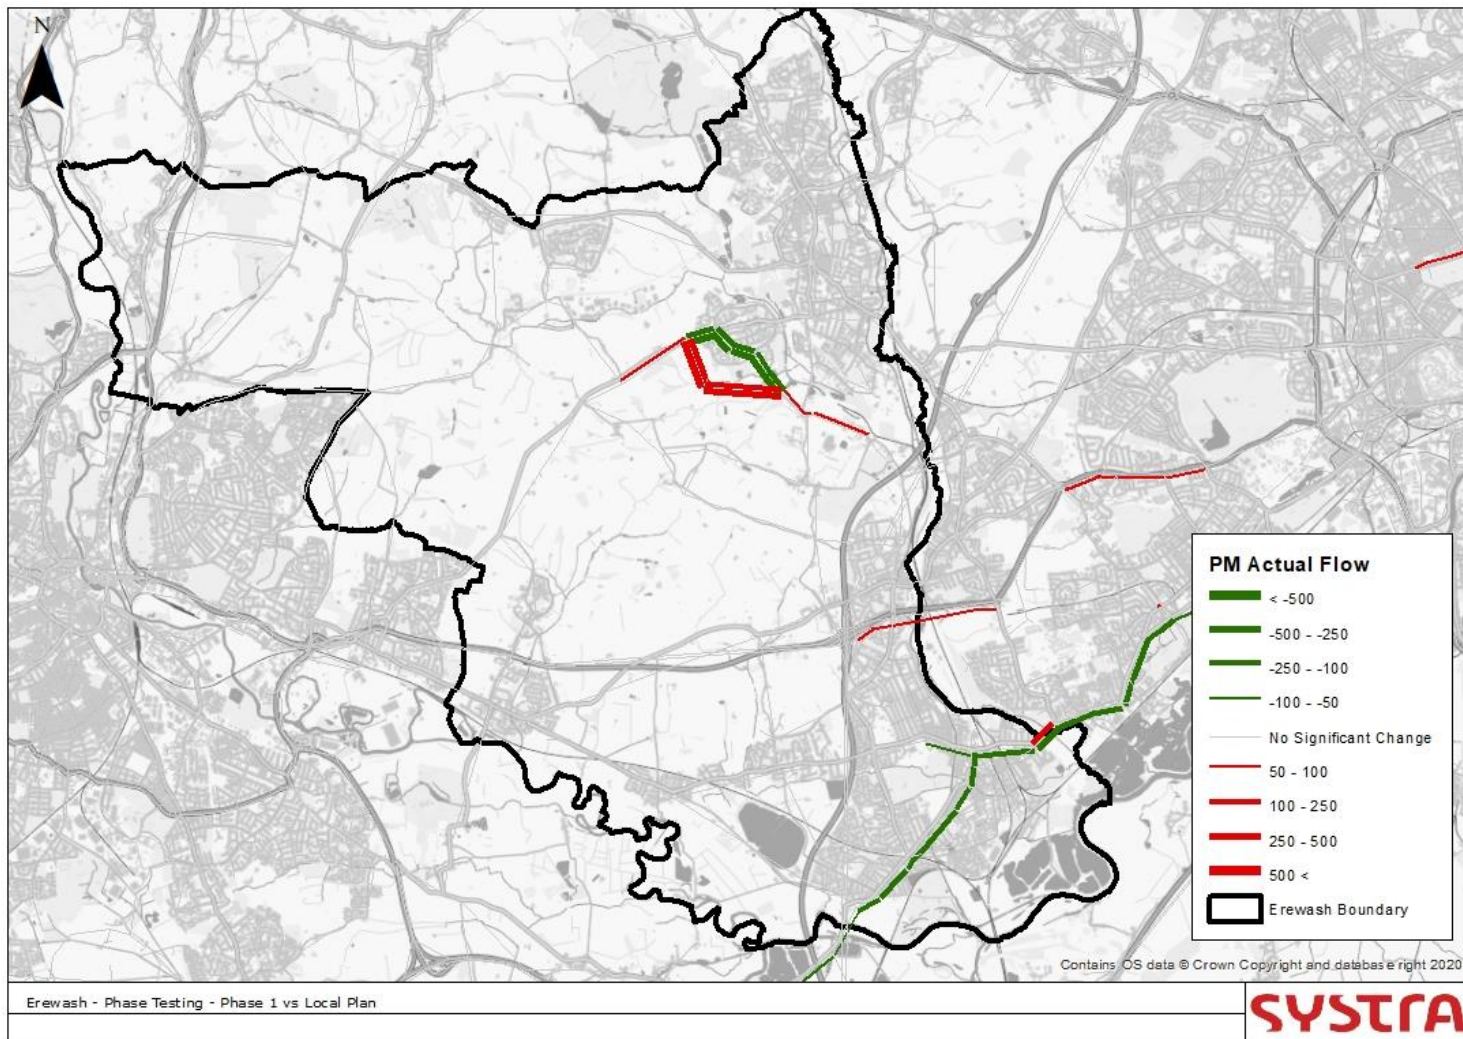 N
PM Actual Flow
< -500
-500 - -250
-250 - -100
-100 - -50
No Significant Change
50 - 100
100 - 250
250 - 500
500 <
Erewash Boundary
Contains OS data © Crown Copyright and database right 2020
Erewash - Phase Testing - Phase 1 vs Local Plan
SYSTRA